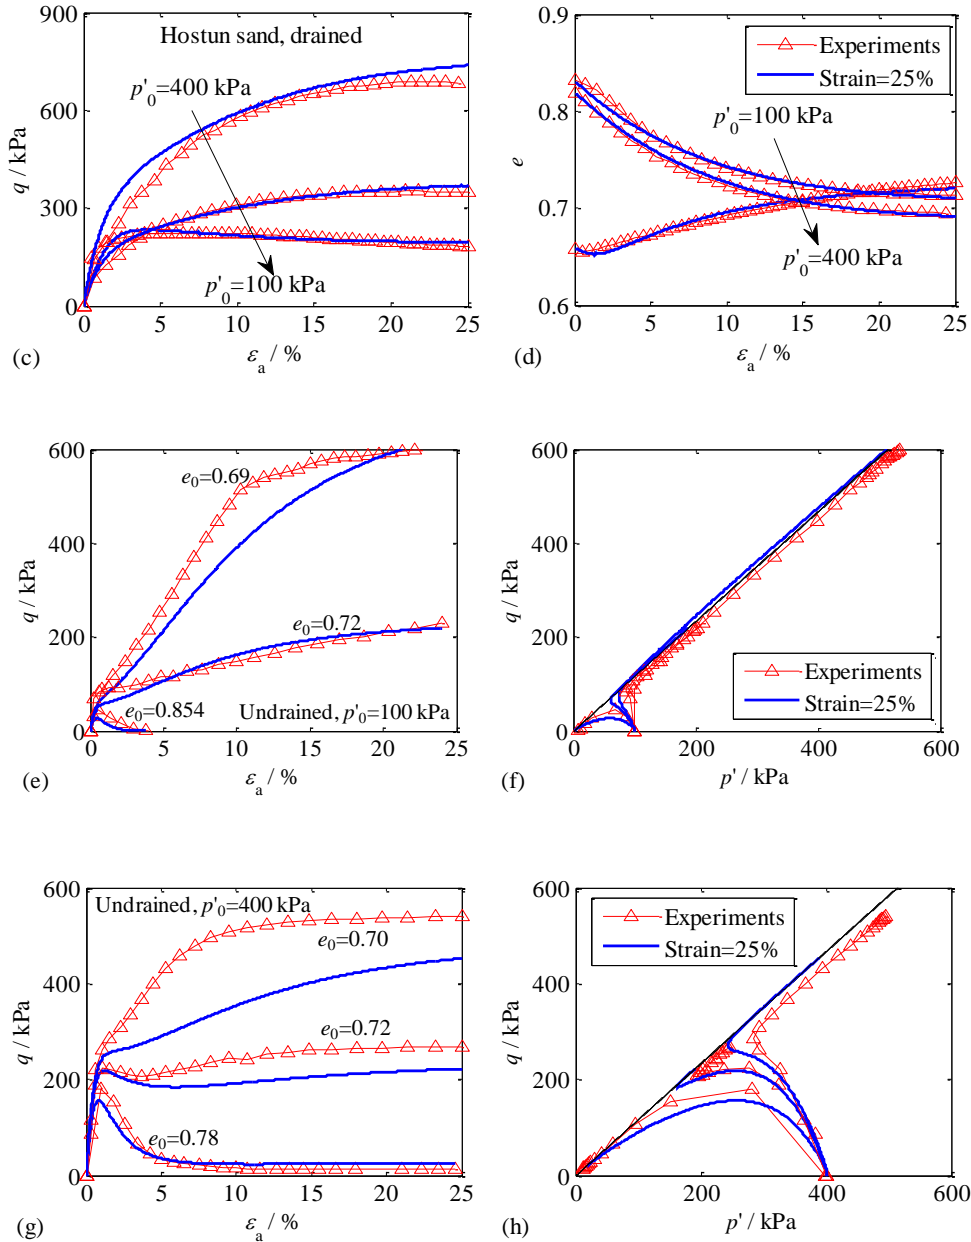 900
600
300
0
q / kPa
Hostun sand, drained
p'0=400 kPa
p'0=100 kPa
0 5 10 15 20 25
(c)
εa / %
0.9
0.8
0.7
0.6
e
Experiments
Strain=25%
p'0=100 kPa
p'0=400 kPa
0 5 10 15 20 25
(d)
εa / %
600
400
200
0
q / kPa
e0=0.69
e0=0.72
e0=0.854
Undrained, p'0=100 kPa
0 5 10 15 20 25
(e)
εa / %
600
400
200
0
q / kPa
Experiments
Strain=25%
0 200 400 600
(f)
p' / kPa
600
400
200
0
q / kPa
Undrained, p'0=400 kPa
e0=0.70
e0=0.72
e0=0.78
0 5 10 15 20 25
(g)
εa / %
600
400
200
0
q / kPa
Experiments
Strain=25%
0 200 400 600
(h)
p' / kPa